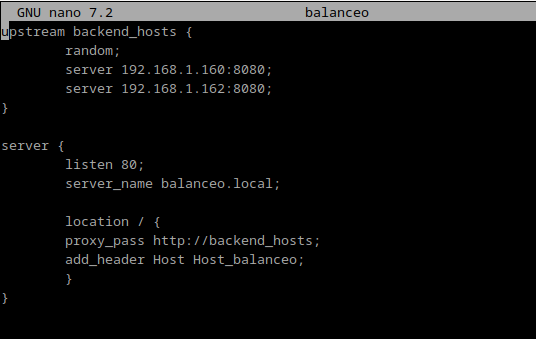 GNU nano 7.2 balanceo
upstream backend_hosts {
random;
server 192.168.1.160:8080;
server 192.168.1.162:8080;
}
server {
listen 80;
server_name balanceo.local;
location / {
proxy_pass http://backend_hosts;
add_header Host Host_balanceo;
}
}